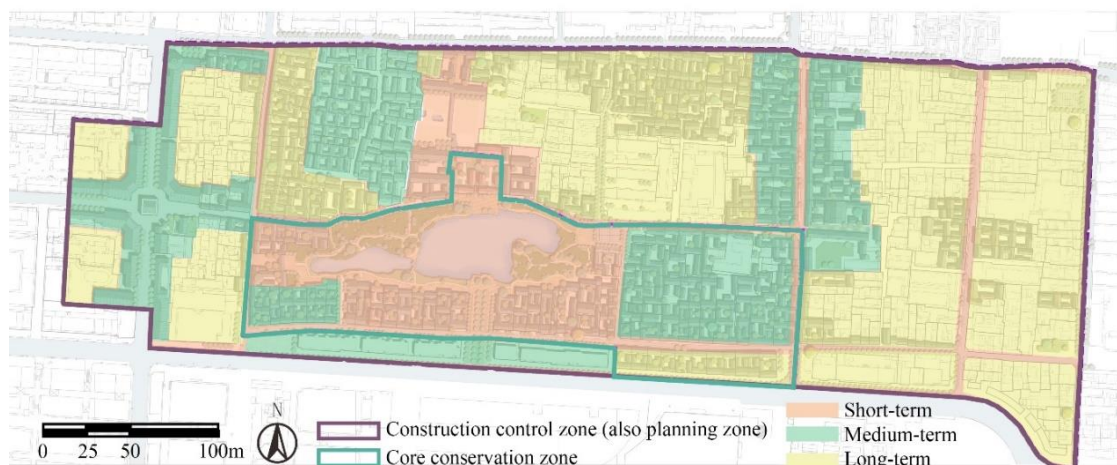 N
0 25 50 100m
Construction control zone (also planning zone)
Core conservation zone
Short-term
Medium-term
Long-term